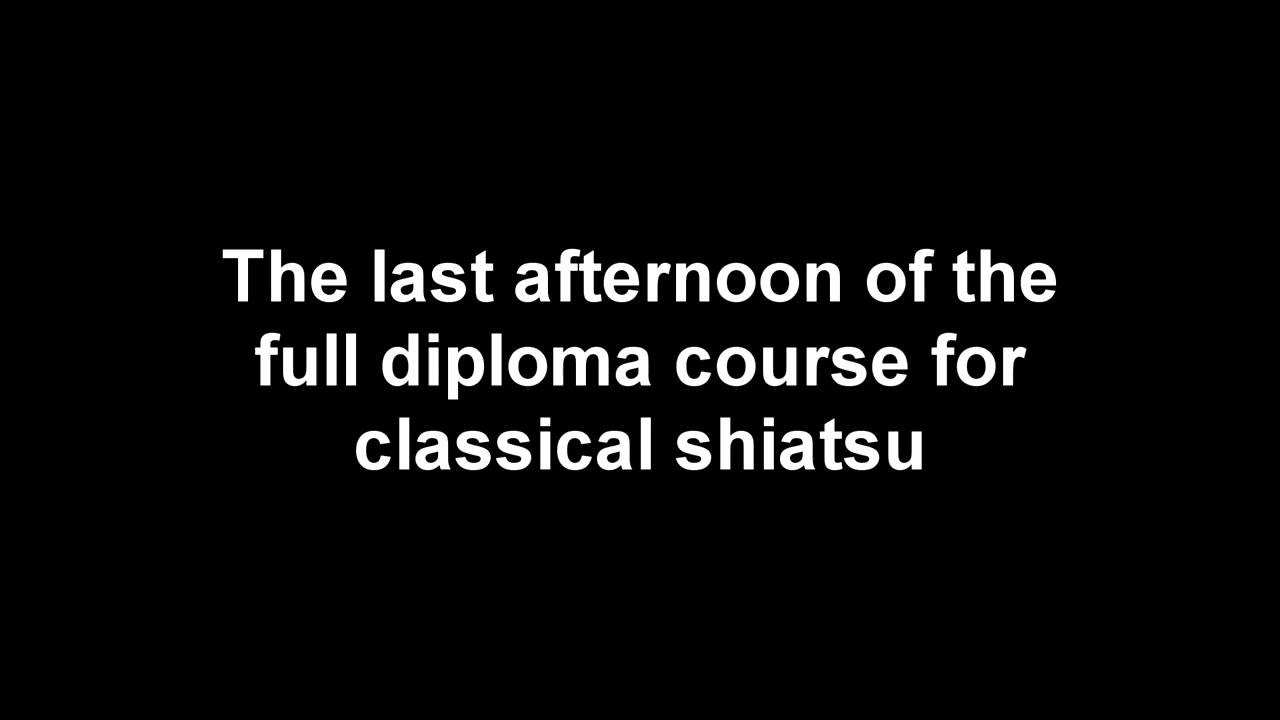 The last afternoon of the
full diploma course for
classical shiatsu